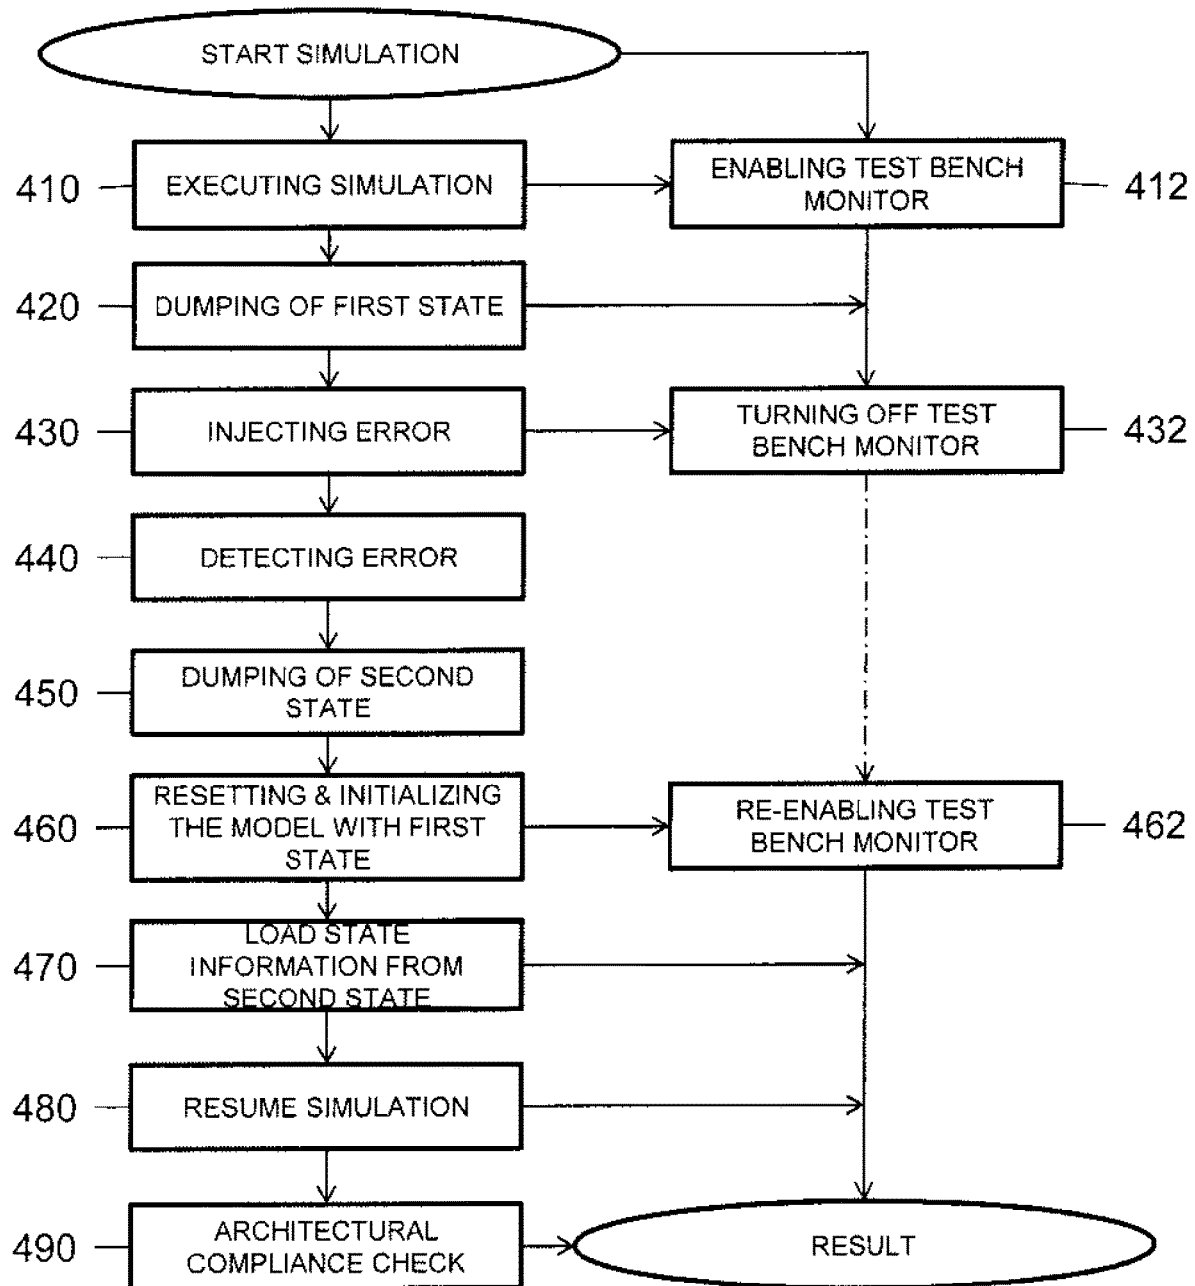 START SIMULATION
410
EXECUTING SIMULATION
ENABLING TEST BENCH
MONITOR
412
420
DUMPING OF FIRST STATE
430
INJECTING ERROR
TURNING OFF TEST
BENCH MONITOR
432
440
DETECTING ERROR
450
DUMPING OF SECOND
STATE
460
RESETTING & INITIALIZING
THE MODEL WITH FIRST
STATE
RE-ENABLING TEST
BENCH MONITOR
462
470
LOAD STATE
INFORMATION FROM
SECOND STATE
480
RESUME SIMULATION
490
ARCHITECTURAL
COMPLIANCE CHECK
RESULT